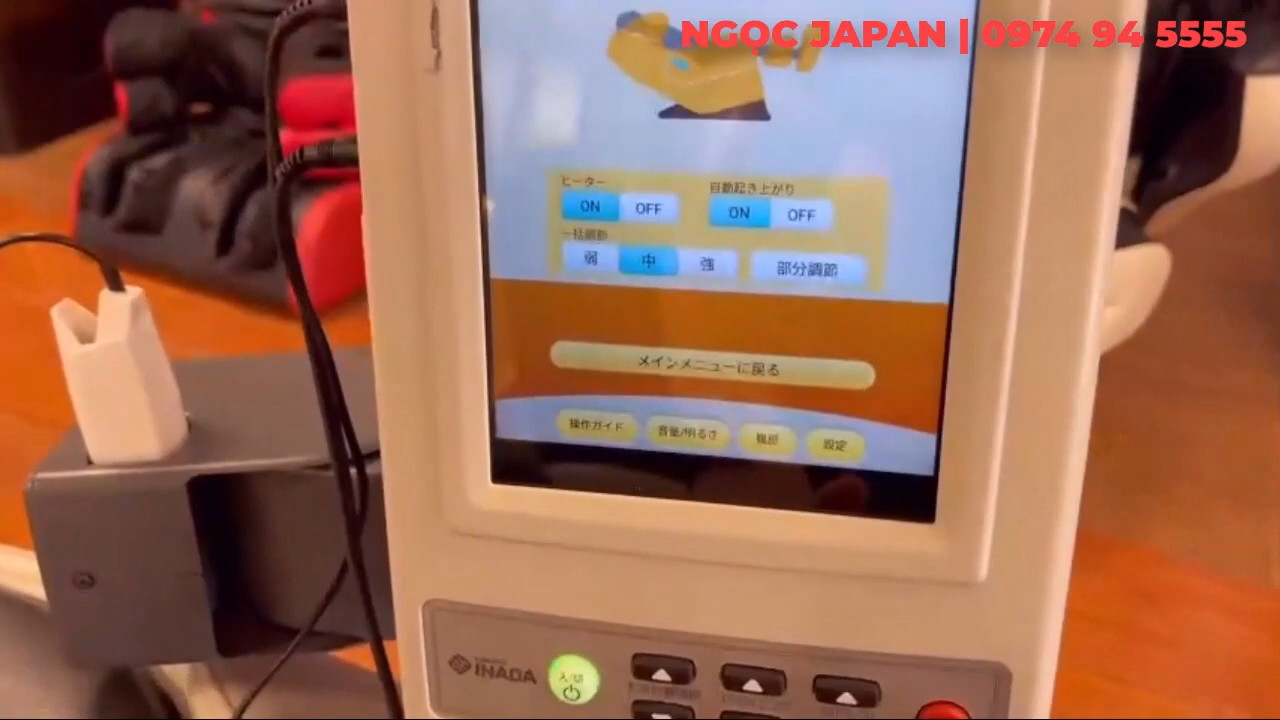 NGỌC JAPAN | 0974 94 5555
ヒーター
自動起き上がり
ON OFF
ON OFF
一括調節
弱 中 強
部分調節
メインメニューに戻る
操作ガイド 音量/明るさ 設定
INADA
入/切